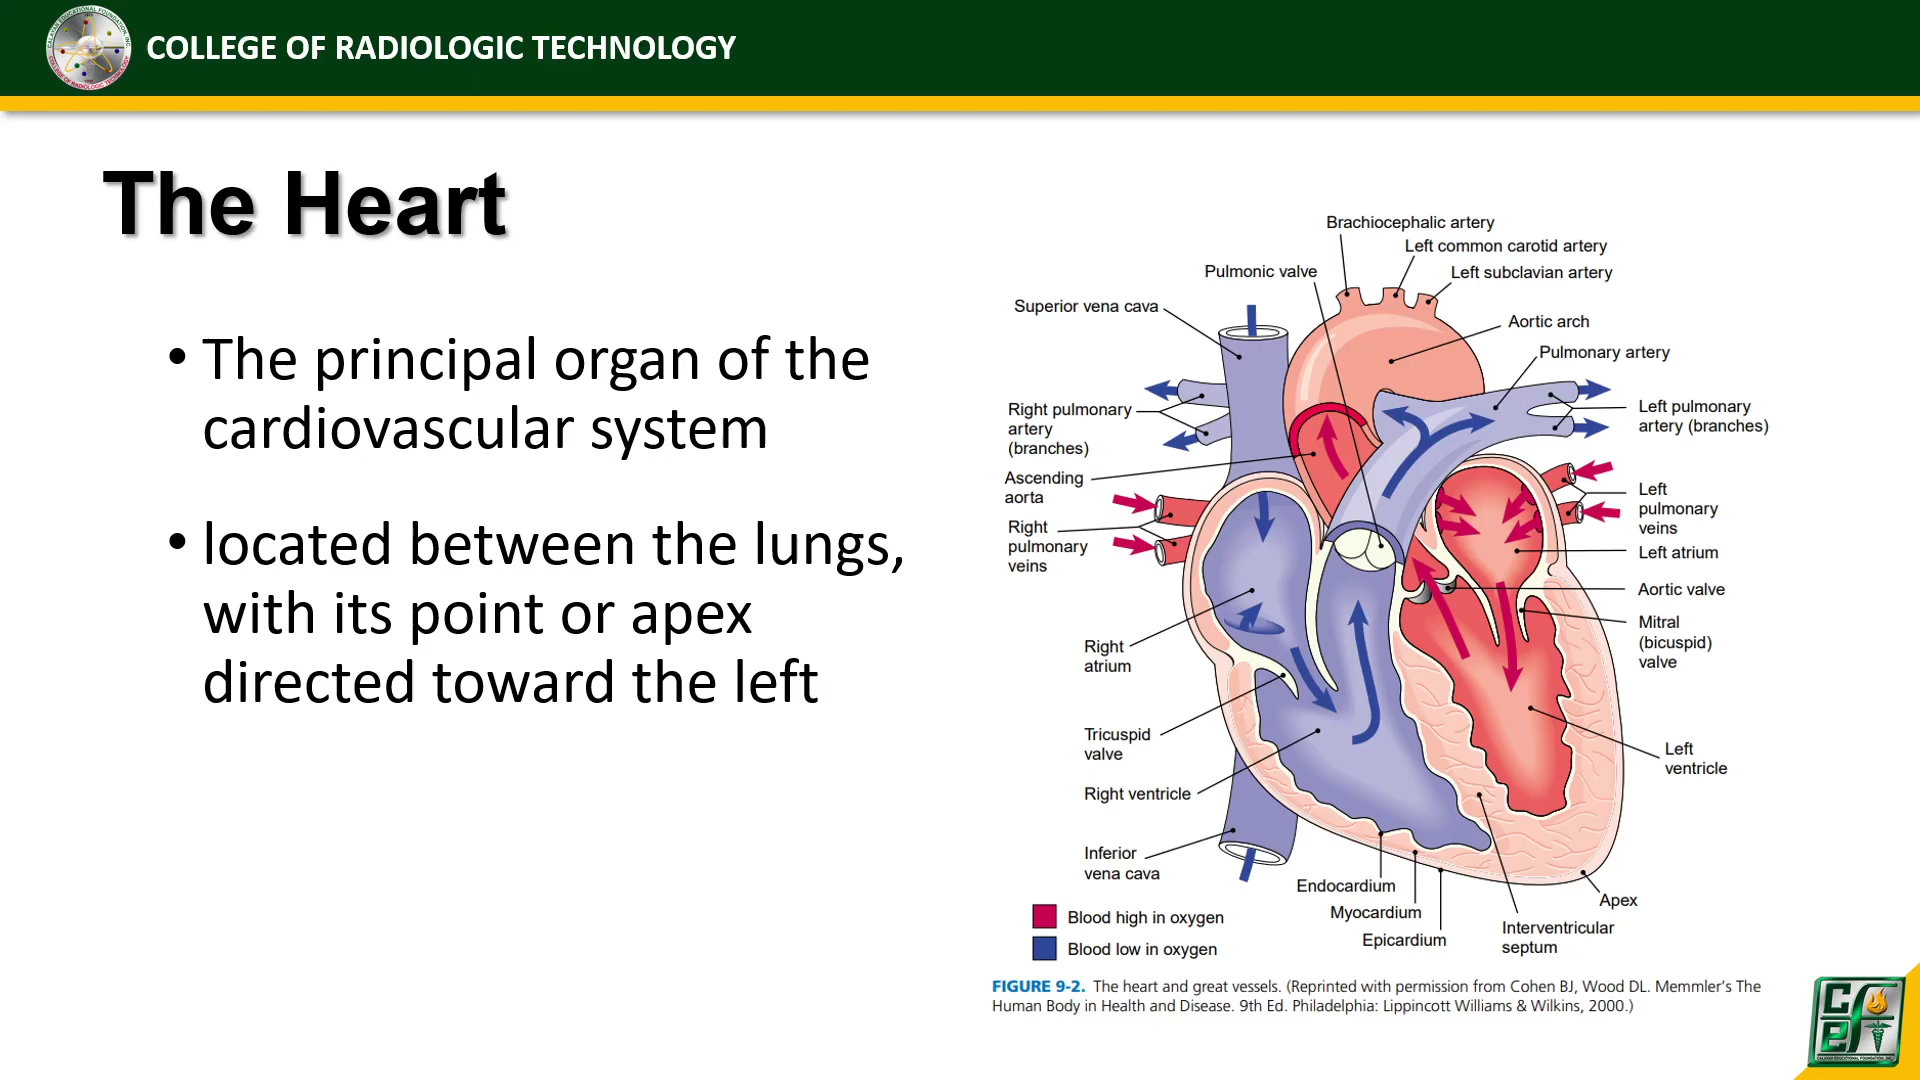 COLLEGE OF RADIOLOGIC TECHNOLOGY
The Heart
• The principal organ of the
cardiovascular system
• located between the lungs,
with its point or apex
directed toward the left
Brachiocephalic artery
Left common carotid artery
Pulmonic valve
Left subclavian artery
Superior vena cava
Aortic arch
Pulmonary artery
Right pulmonary
artery
(branches)
Left pulmonary
artery (branches)
Ascending
aorta
Left
pulmonary
veins
Right
pulmonary
veins
Left atrium
Aortic valve
Mitral
(bicuspid)
valve
Right
atrium
Tricuspid
valve
Left
ventricle
Right ventricle
Inferior
vena cava
Endocardium
Myocardium
Epicardium
Apex
Interventricular
septum
Blood high in oxygen
Blood low in oxygen
FIGURE 9-2. The heart and great vessels. (Reprinted with permission from Cohen BJ, Wood DL. Memmler's The
Human Body in Health and Disease. 9th Ed. Philadelphia: Lippincott Williams & Wilkins, 2000.)
CALAYAN EDUCATIONAL FOUNDATION, INC.